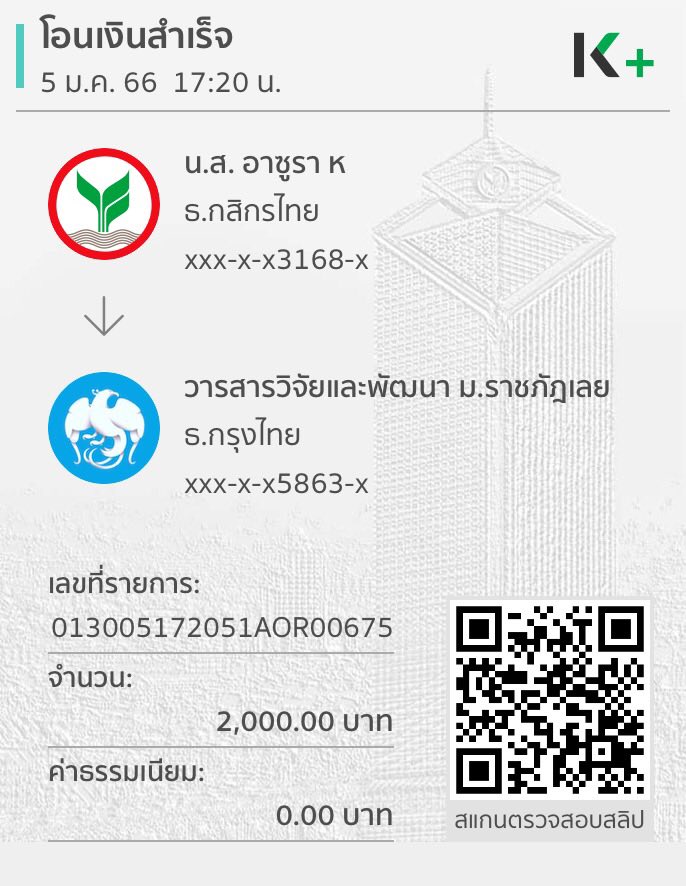 โอนเงินสำเร็จ
5 ม.ค. 66 17:20 น.
K+
น.ส. อาซูรา ห
ธ.กสิกรไทย
xxx-x-x3168-x
วารสารวิจัยและพัฒนา ม.ราชภัฎเลย
ธ.กรุงไทย
xxx-x-x5863-x
เลขที่รายการ:
013005172051AOR00675
จำนวน:
2,000.00 บาท
ค่าธรรมเนียม:
0.00 บาท
สแกนตรวจสอบสลิป